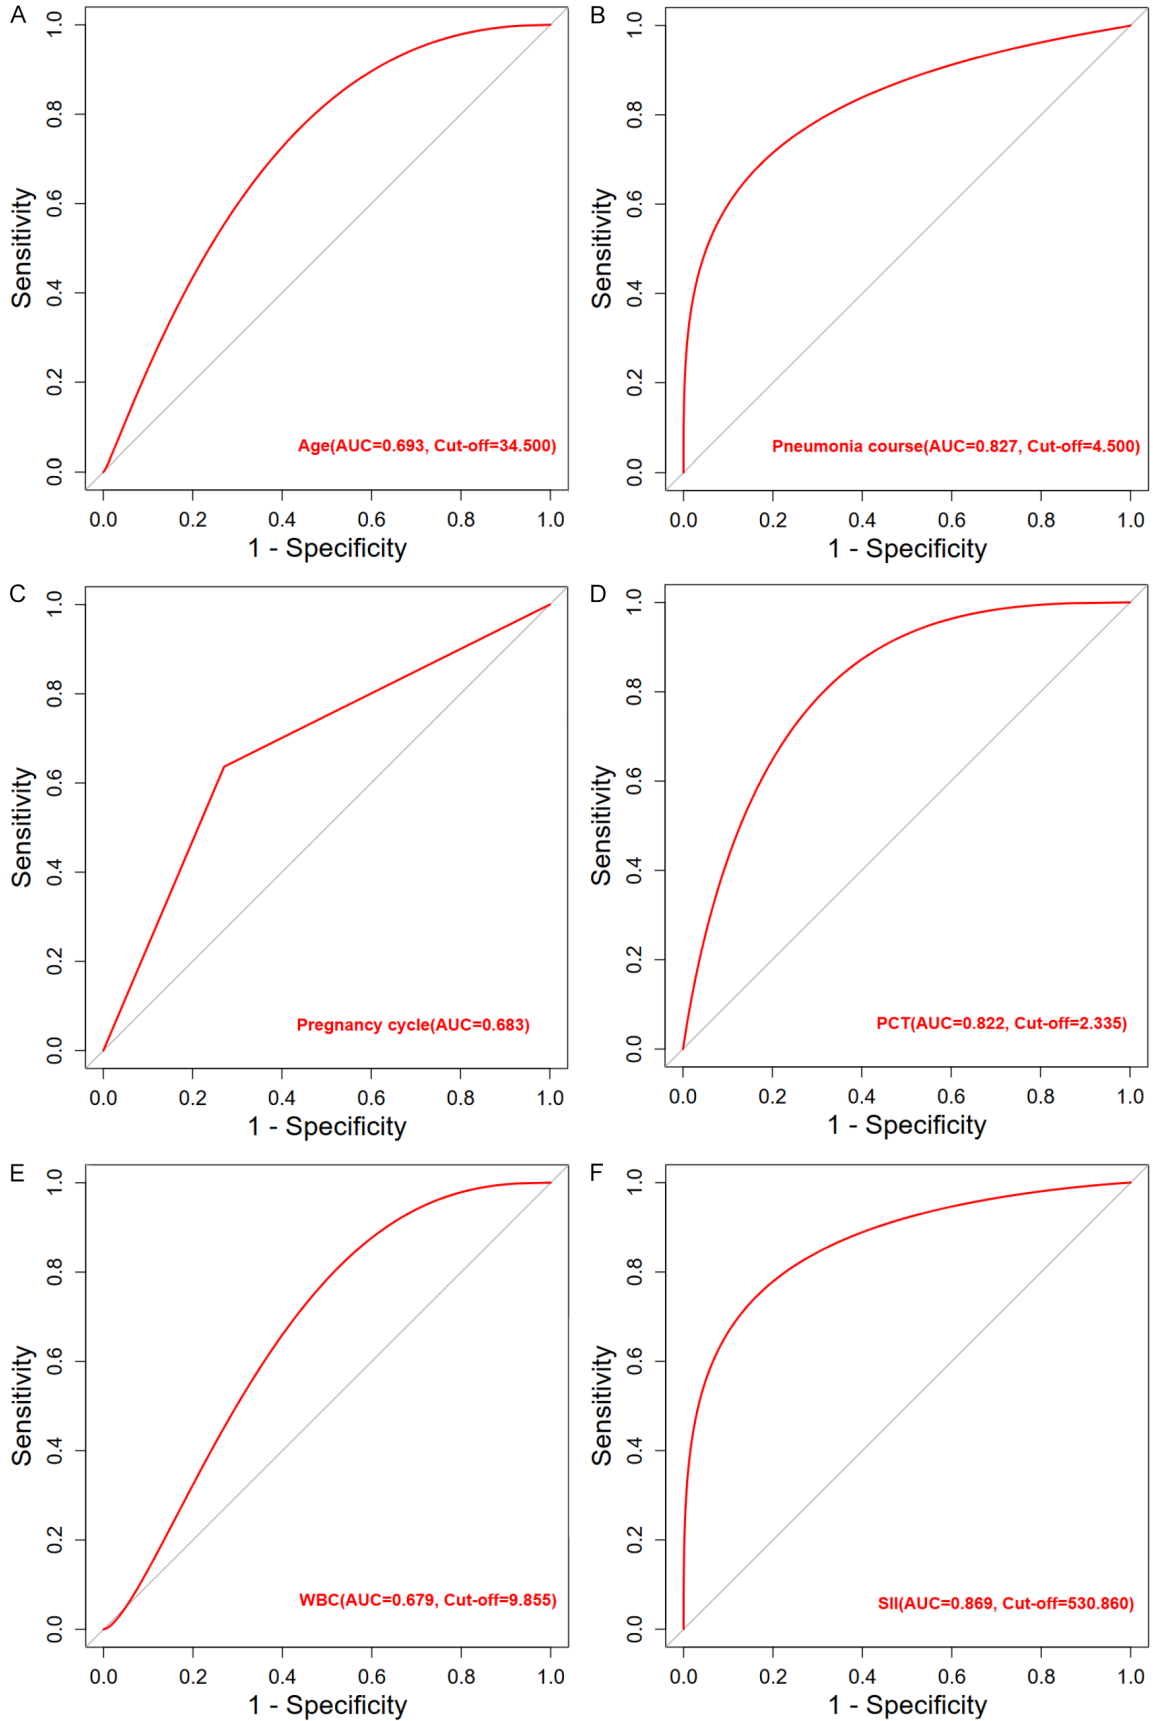 A
1.0
0.8
0.6
0.4
0.2
0.0
Sensitivity
Age(AUC=0.693, Cut-off=34.500)
0.0 0.2 0.4 0.6 0.8 1.0
1 - Specificity
B
1.0
0.8
0.6
0.4
0.2
0.0
Sensitivity
Pneumonia course(AUC=0.827, Cut-off=4.500)
0.0 0.2 0.4 0.6 0.8 1.0
1 - Specificity
C
1.0
0.8
0.6
0.4
0.2
0.0
Sensitivity
Pregnancy cycle(AUC=0.683)
0.0 0.2 0.4 0.6 0.8 1.0
1 - Specificity
D
1.0
0.8
0.6
0.4
0.2
0.0
Sensitivity
PCT(AUC=0.822, Cut-off=2.335)
0.0 0.2 0.4 0.6 0.8 1.0
1 - Specificity
E
1.0
0.8
0.6
0.4
0.2
0.0
Sensitivity
WBC(AUC=0.679, Cut-off=9.855)
0.0 0.2 0.4 0.6 0.8 1.0
1 - Specificity
F
1.0
0.8
0.6
0.4
0.2
0.0
Sensitivity
SII(AUC=0.869, Cut-off=530.860)
0.0 0.2 0.4 0.6 0.8 1.0
1 - Specificity